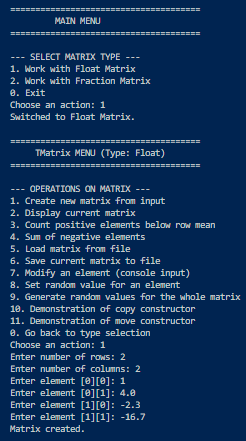 ======================================
MAIN MENU
======================================
--- SELECT MATRIX TYPE ---
1. Work with Float Matrix
2. Work with Fraction Matrix
0. Exit
Choose an action: 1
Switched to Float Matrix.
======================================
TMatrix MENU (Type: Float)
======================================
--- OPERATIONS ON MATRIX ---
1. Create new matrix from input
2. Display current matrix
3. Count positive elements below row mean
4. Sum of negative elements
5. Load matrix from file
6. Save current matrix to file
7. Modify an element (console input)
8. Set random value for an element
9. Generate random values for the whole matrix
10. Demonstration of copy constructor
11. Demonstration of move constructor
0. Go back to type selection
Choose an action: 1
Enter number of rows: 2
Enter number of columns: 2
Enter element [0][0]: 1
Enter element [0][1]: 4.0
Enter element [1][0]: -2.3
Enter element [1][1]: -16.7
Matrix created.